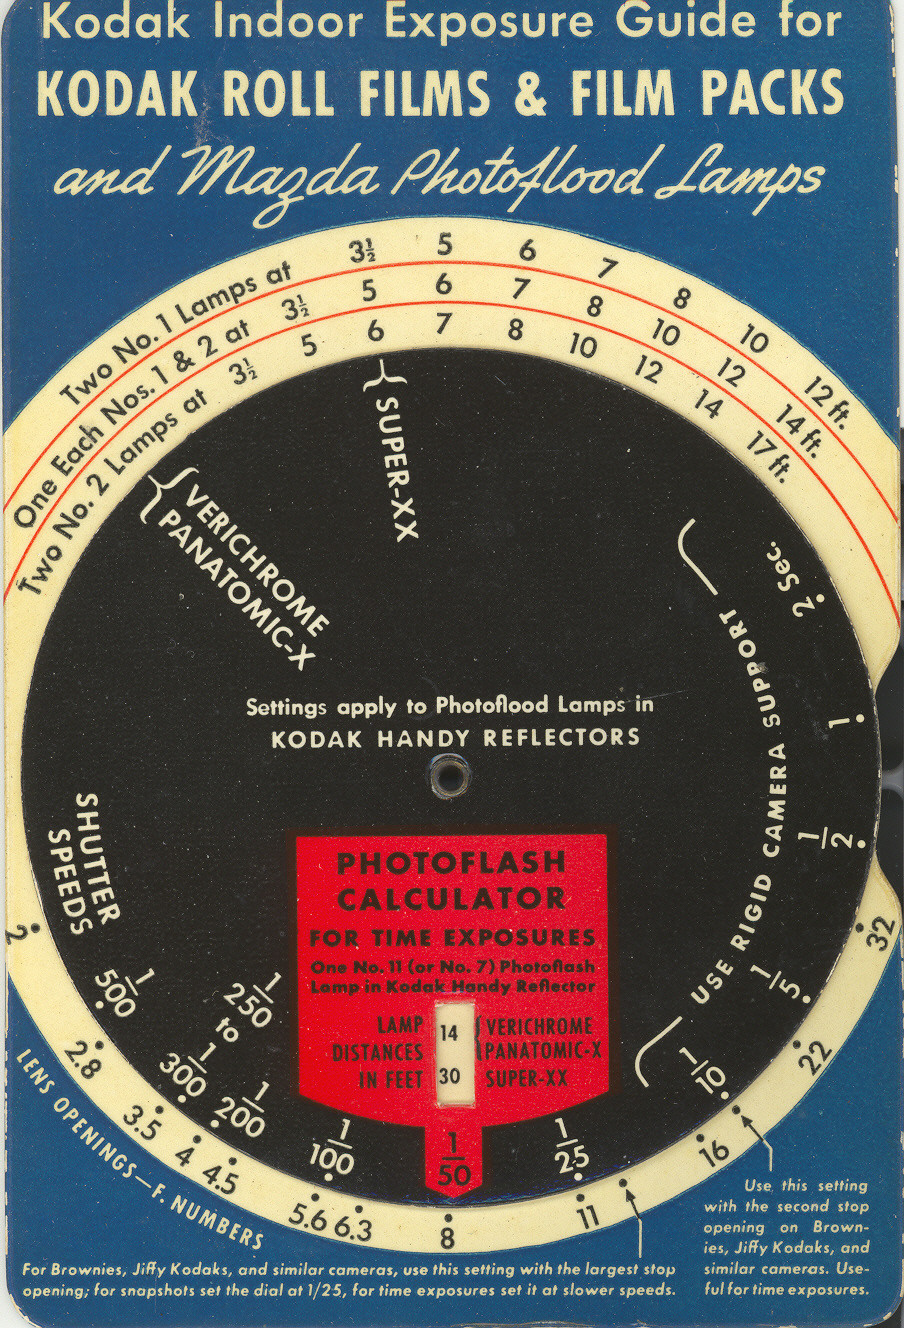 Kodak Indoor Exposure Guide for
KODAK ROLL FILMS & FILM PACKS
and Mazda Photoflood Lamps
Two No. 1 Lamps at 3½ 5 6 7 8 10 12 ft.
One Each Nos. 1 & 2 at 3½ 5 6 7 8 10 12 14 ft.
Two No. 2 Lamps at 3½ 5 6 7 8 10 12 14 17 ft.
SUPER-XX
VERICHROME
PANATOMIC-X
2 Sec.
1
1/2
1/5
1/10
1/25
1/50
1/100
1/200
1/300
to
1/250
1/500
USE RIGID CAMERA SUPPORT
Settings apply to Photoflood Lamps in
KODAK HANDY REFLECTORS
SHUTTER
SPEEDS
PHOTOFLASH
CALCULATOR
FOR TIME EXPOSURES
One No. 11 (or No. 7) Photoflash
Lamp in Kodak Handy Reflector
LAMP 14 VERICHROME
DISTANCES PANATOMIC-X
IN FEET 30 SUPER-XX
2 2.8 3.5 4 4.5 5.6 6.3 8 11 16 22 32
LENS OPENINGS—F. NUMBERS
Use this setting
with the second stop
opening on Brown-
ies, Jiffy Kodaks, and
similar cameras. Use-
ful for time exposures.
For Brownies, Jiffy Kodaks, and similar cameras, use this setting with the largest stop
opening; for snapshots set the dial at 1/25, for time exposures set it at slower speeds.